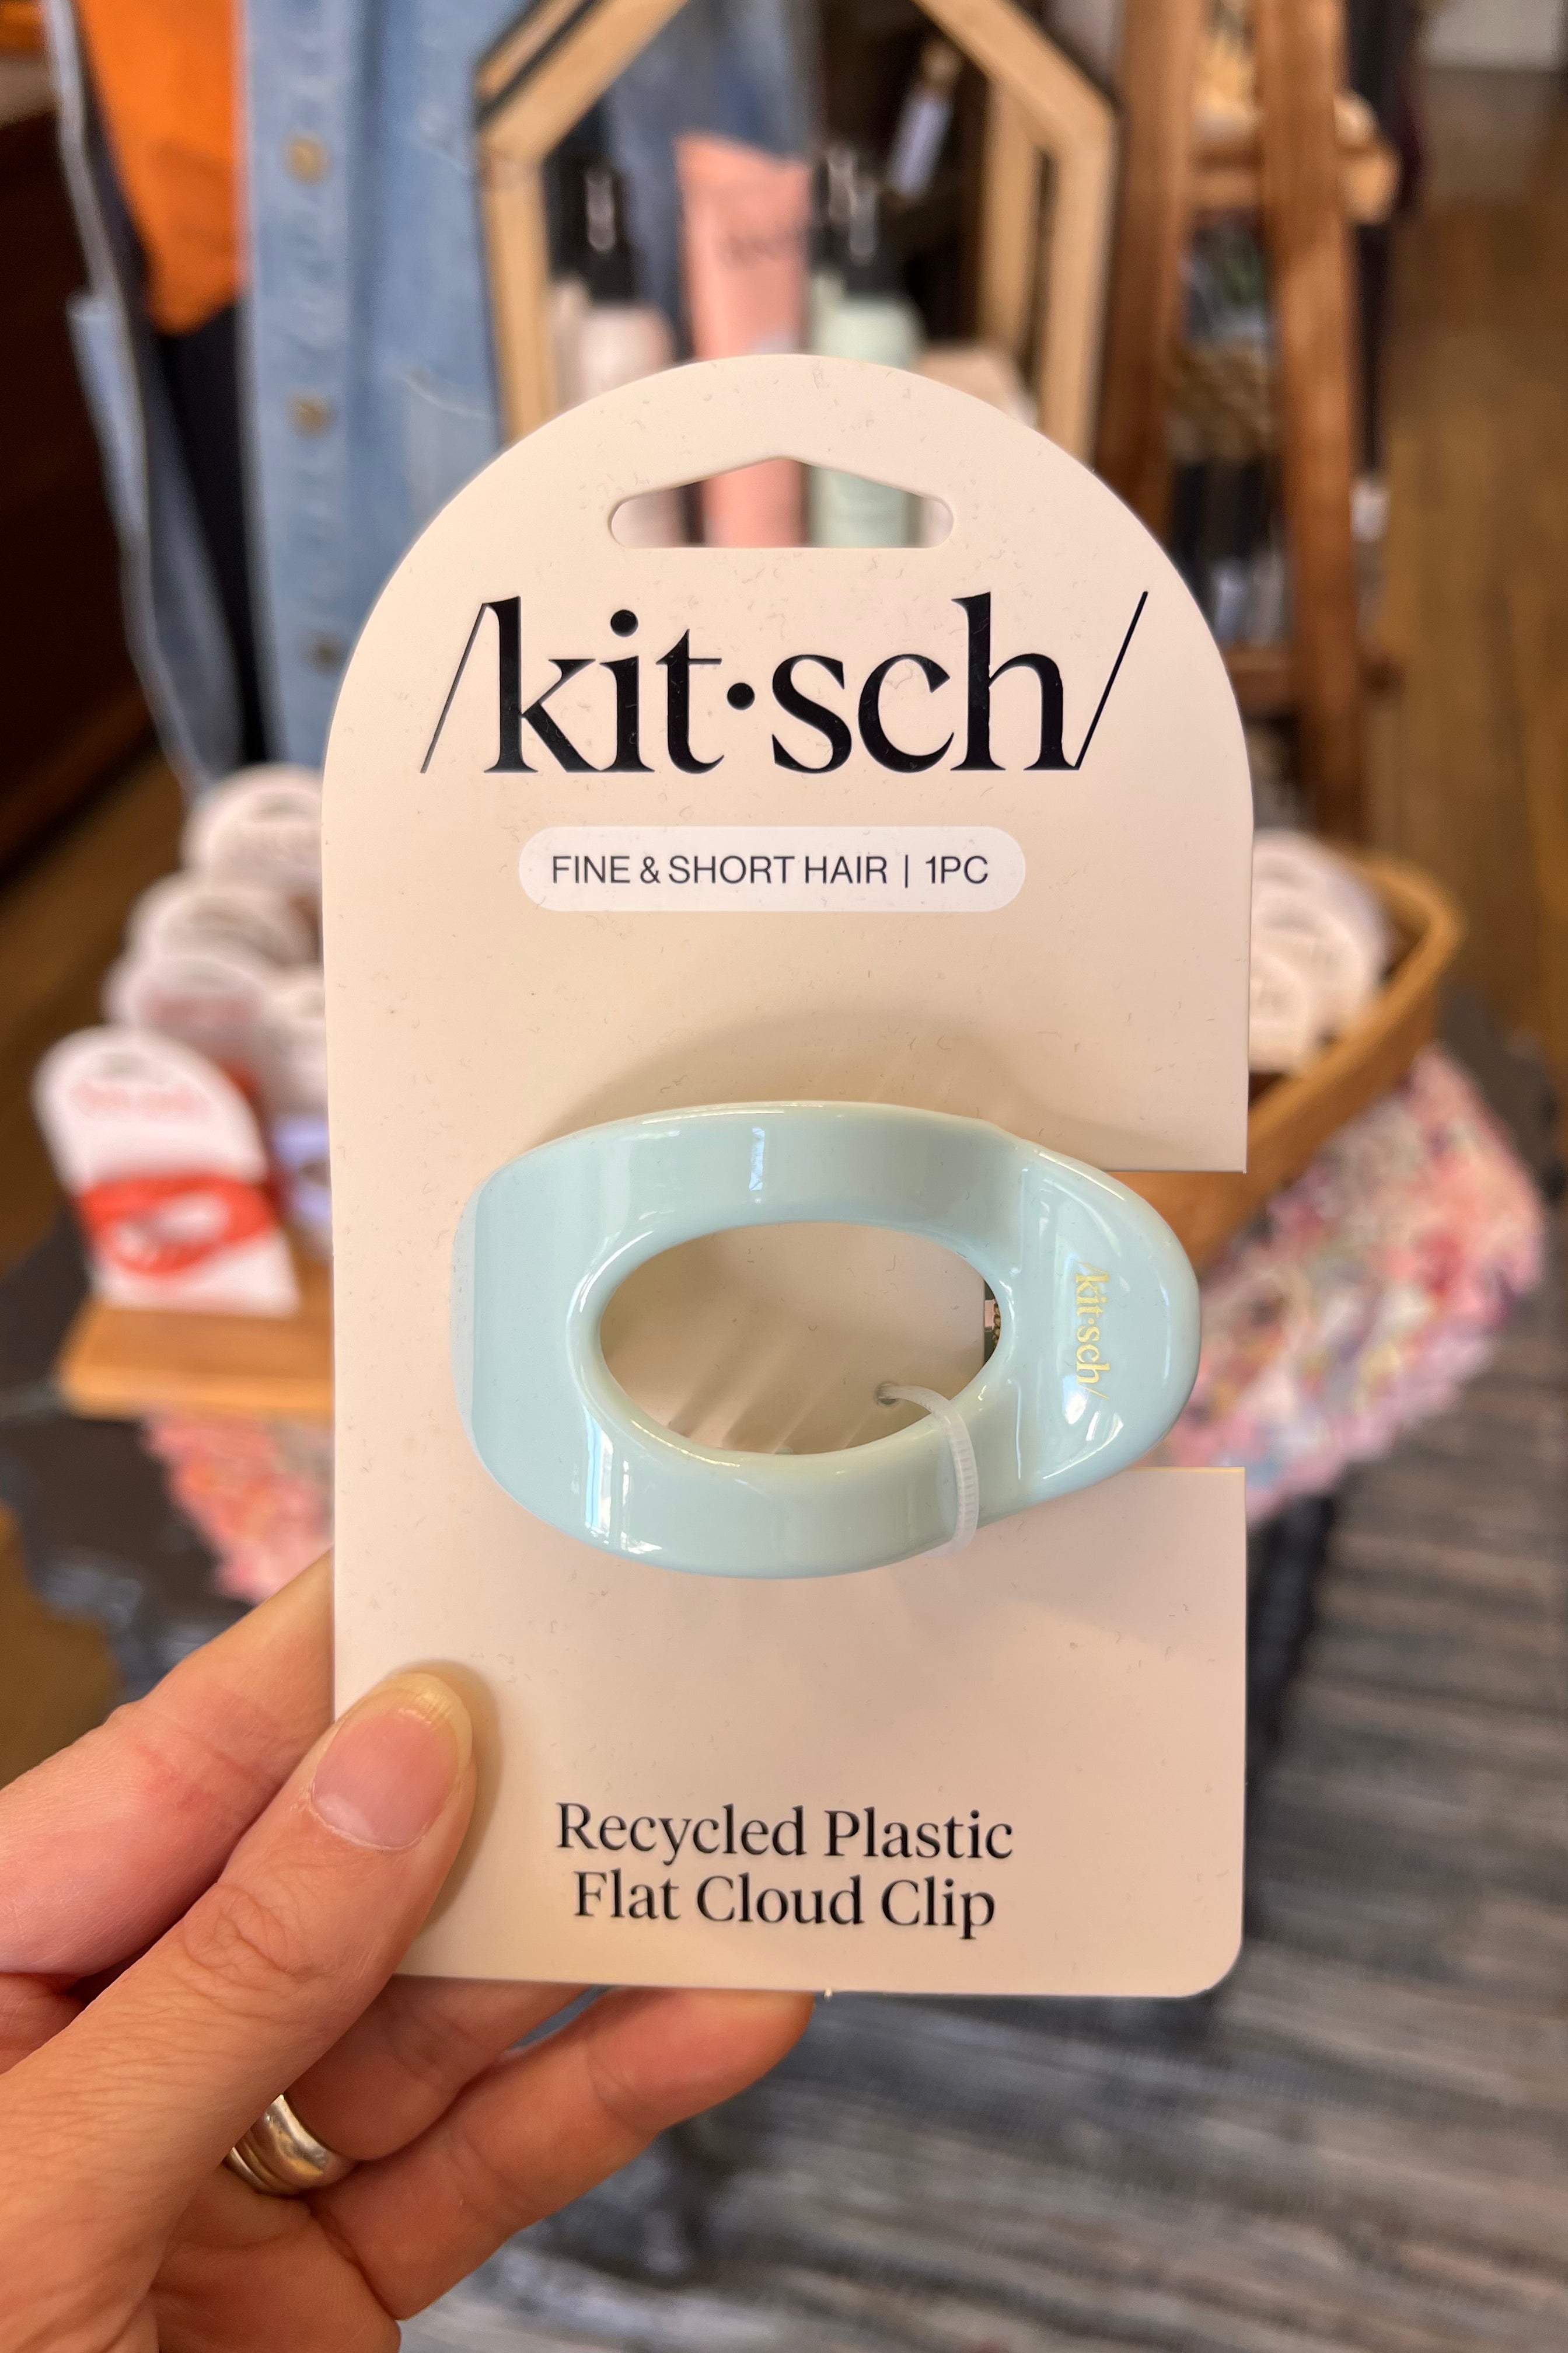 /kit·sch/
FINE & SHORT HAIR | 1PC
/kit·sch/
Recycled Plastic
Flat Cloud Clip